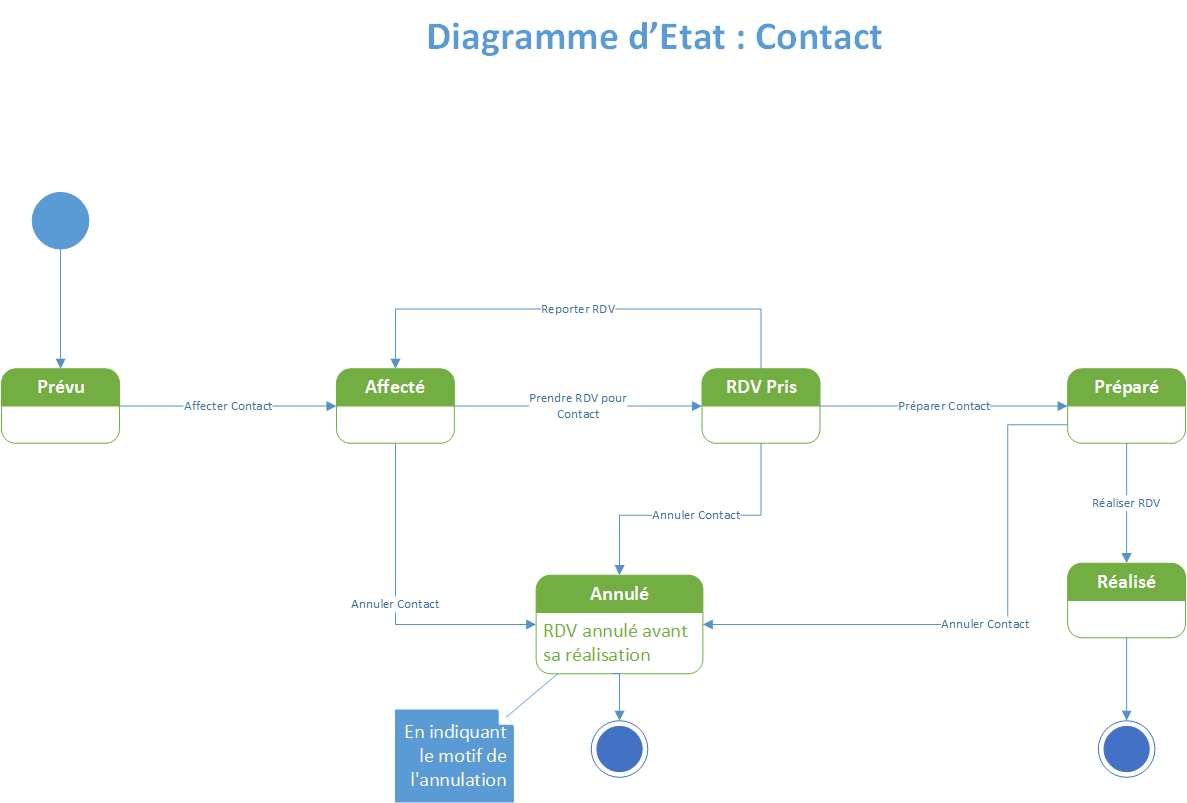 Diagramme d’Etat : Contact
Reporter RDV
Prévu
Affecté
RDV Pris
Préparé
Affecter Contact
Prendre RDV pour
Contact
Préparer Contact
Réaliser RDV
Annuler Contact
Annulé
Réalisé
Annuler Contact
RDV annulé avant
sa réalisation
Annuler Contact
En indiquant
le motif de
l'annulation